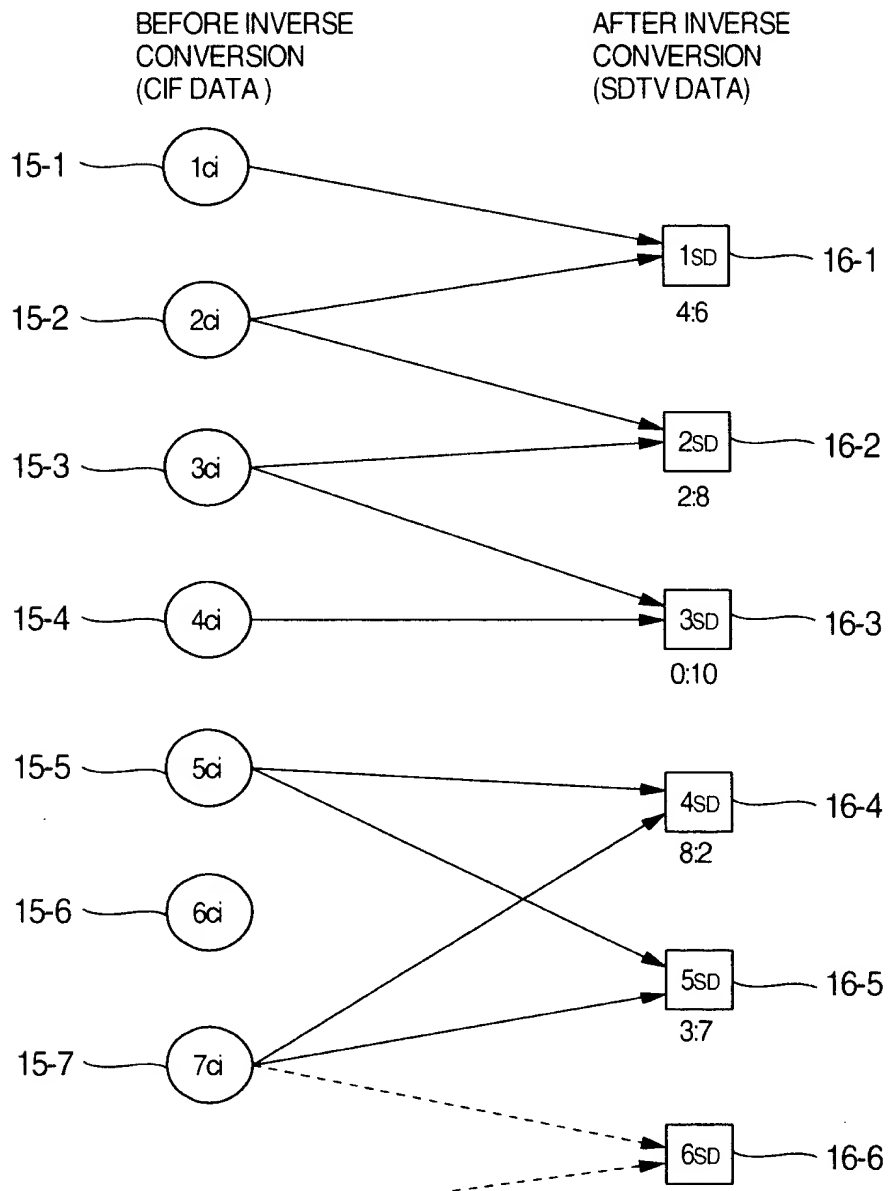 BEFORE INVERSE
CONVERSION
(CIF DATA )
AFTER INVERSE
CONVERSION
(SDTV DATA)
15-1
1ci
1SD
16-1
4:6
15-2
2ci
2SD
16-2
2:8
15-3
3ci
15-4
4ci
3SD
16-3
0:10
15-5
5ci
4SD
16-4
8:2
15-6
6ci
5SD
16-5
3:7
15-7
7ci
6SD
16-6